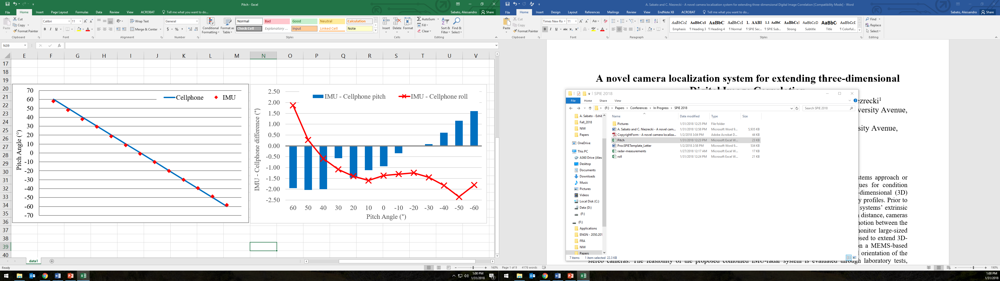 Pitch - Excel
File Home Insert Page Layout Formulas Data Review View ACROBAT Tell me what you want to do... Sabato, Alessandro Share
Paste
Cut
Copy
Format Painter
Calibri 11
B I U
Wrap Text
Merge & Center
General
$ % ,
Conditional Formatting
Format as Table
Normal Bad Good Neutral Calculation
Check Cell Explanatory ... Input Linked Cell Note
Insert Delete Format
AutoSum
Fill
Clear
Sort & Filter
Find & Select
Clipboard Font Alignment Number Styles Cells Editing
N39 fx
E F G H I J K L M N O P Q R S T U V
17
18
19
20
21
22
23
24
25
26
27
28
29
30
31
32
33
34
35
36
37
38
39
40
Cellphone IMU
Pitch Angle (°)
70
60
50
40
30
20
10
0
-10
-20
-30
-40
-50
-60
-70
IMU - Cellphone pitch IMU - Cellphone roll
IMU - Cellphone difference (°)
2.50
2.00
1.50
1.00
0.50
0.00
-0.50
-1.00
-1.50
-2.00
-2.50
60 50 40 30 20 10 0 -10 -20 -30 -40 -50 -60
Pitch Angle (°)
data1
Ready
160%
1:00 PM
1/31/2018
A. Sabato and C. Niezrecki - A novel camera localization system for extending three-dimensional Digital Image Correlation [Compatibility Mode] - Word
File Home Insert Design Layout References Mailings Review View EndNote X8 ACROBAT Tell me what you want to do... Sabato, Alessandro Share
Paste
Cut
Copy
Format Painter
Times New Ro 11
B I U abc X₂ X²
AaBbCcL AaBbCcI AaBbC AaBbCcI 1. AABI 1.1 AaBbC AaBbCcl AaBbCcD AaBbC AaBbCcI
Emphasis ¶ Heading 3 ¶ Heading 4 ¶ Normal ¶ SPIE Sec... ¶ SPIE Sub... Strong Subtitle Title ¶ Colorful...
Find
Replace
Select
Clipboard Font Paragraph Styles Editing
A novel camera localization system for extending three-dimensional
Digital Image Correlation
ezrecki¹
versity Avenue,
sity Avenue,
stems approach or
ues for condition
-dimensional (3D)
y profiles. Prior to
systems’ extrinsic
distance, cameras
otion between the
onitor large-sized
osed to extend 3D-
n a MEMS-based
orientation of the
stereo cameras. The feasibility of the proposed combined IMU-radar system is evaluated through laboratory tests,
SPIE 2018
File Home Share View
(F:) Papers Conferences In Progress SPIE 2018
Search SPIE 2018
A. Sabato - Exhib
Fall_2018
NIW
Papers
OneDrive
This PC
A360 Drive (Ales
Desktop
Documents
Downloads
Music
Pictures
Videos
Local Disk (C:)
Data (D:)
(F:)
(F:)
Applications
ENGN - 2050.201
FRA
NIW
Papers
Name Date modified Type Size
Pictures 1/31/2018 12:25 PM File folder
A. Sabato and C. Niezrecki - A novel cam... 1/31/2018 12:58 PM Microsoft Word 9... 5,935 KB
CopyrightForm - A novel camera localiza... 1/2/2018 3:04 PM Adobe Acrobat D... 44 KB
Pitch 1/31/2018 12:23 PM Microsoft Excel W... 23 KB
ProcSPIETemplate_Letter 1/2/2018 2:58 PM Microsoft Word 9... 534 KB
radar-measurements 1/27/2018 12:17 AM Microsoft Excel W... 17 KB
roll 1/31/2018 12:24 PM Microsoft Excel W... 21 KB
7 items 1 item selected 22.3 KB
Page 1 of 9 4176 words
190%
1:00 PM
1/31/2018